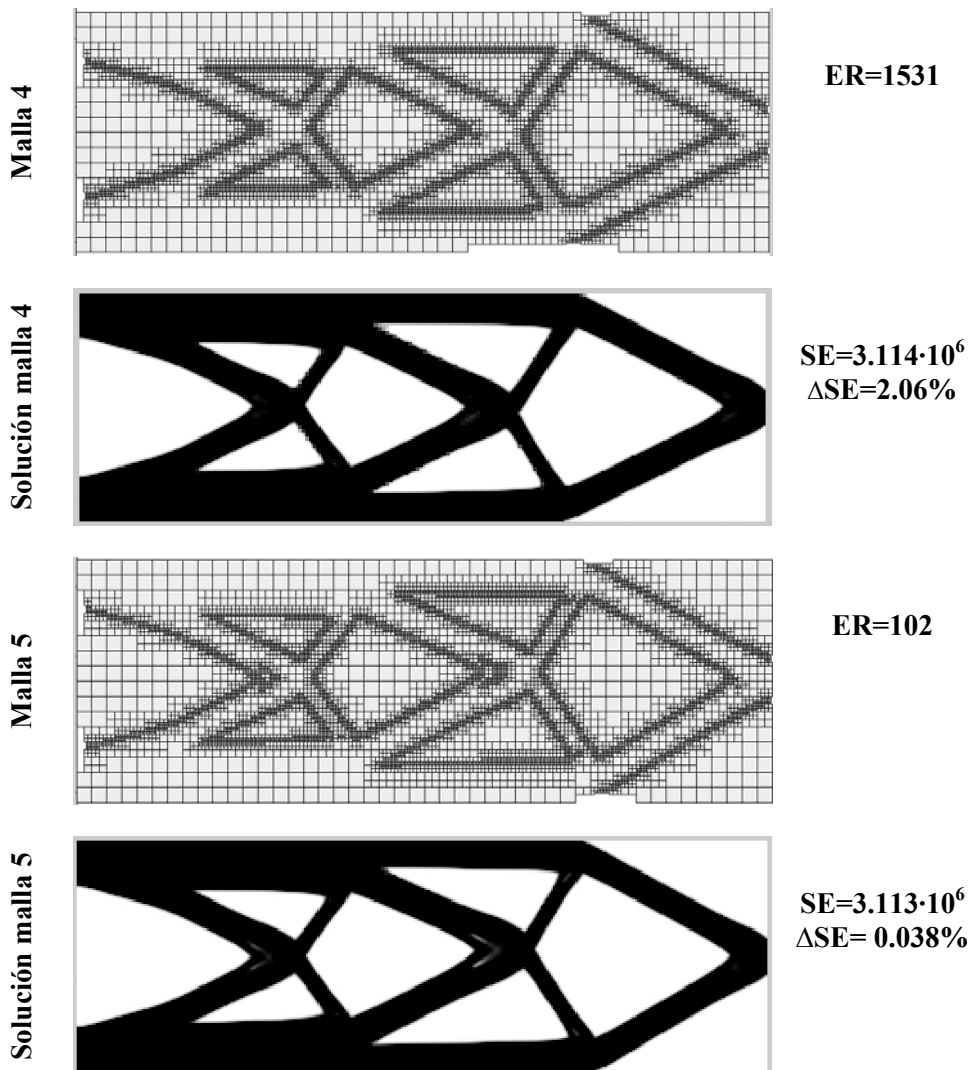 Malla 4
ER=1531
Solución malla 4
SE=3.114·10⁶
ΔSE=2.06%
Malla 5
ER=102
Solución malla 5
SE=3.113·10⁶
ΔSE= 0.038%